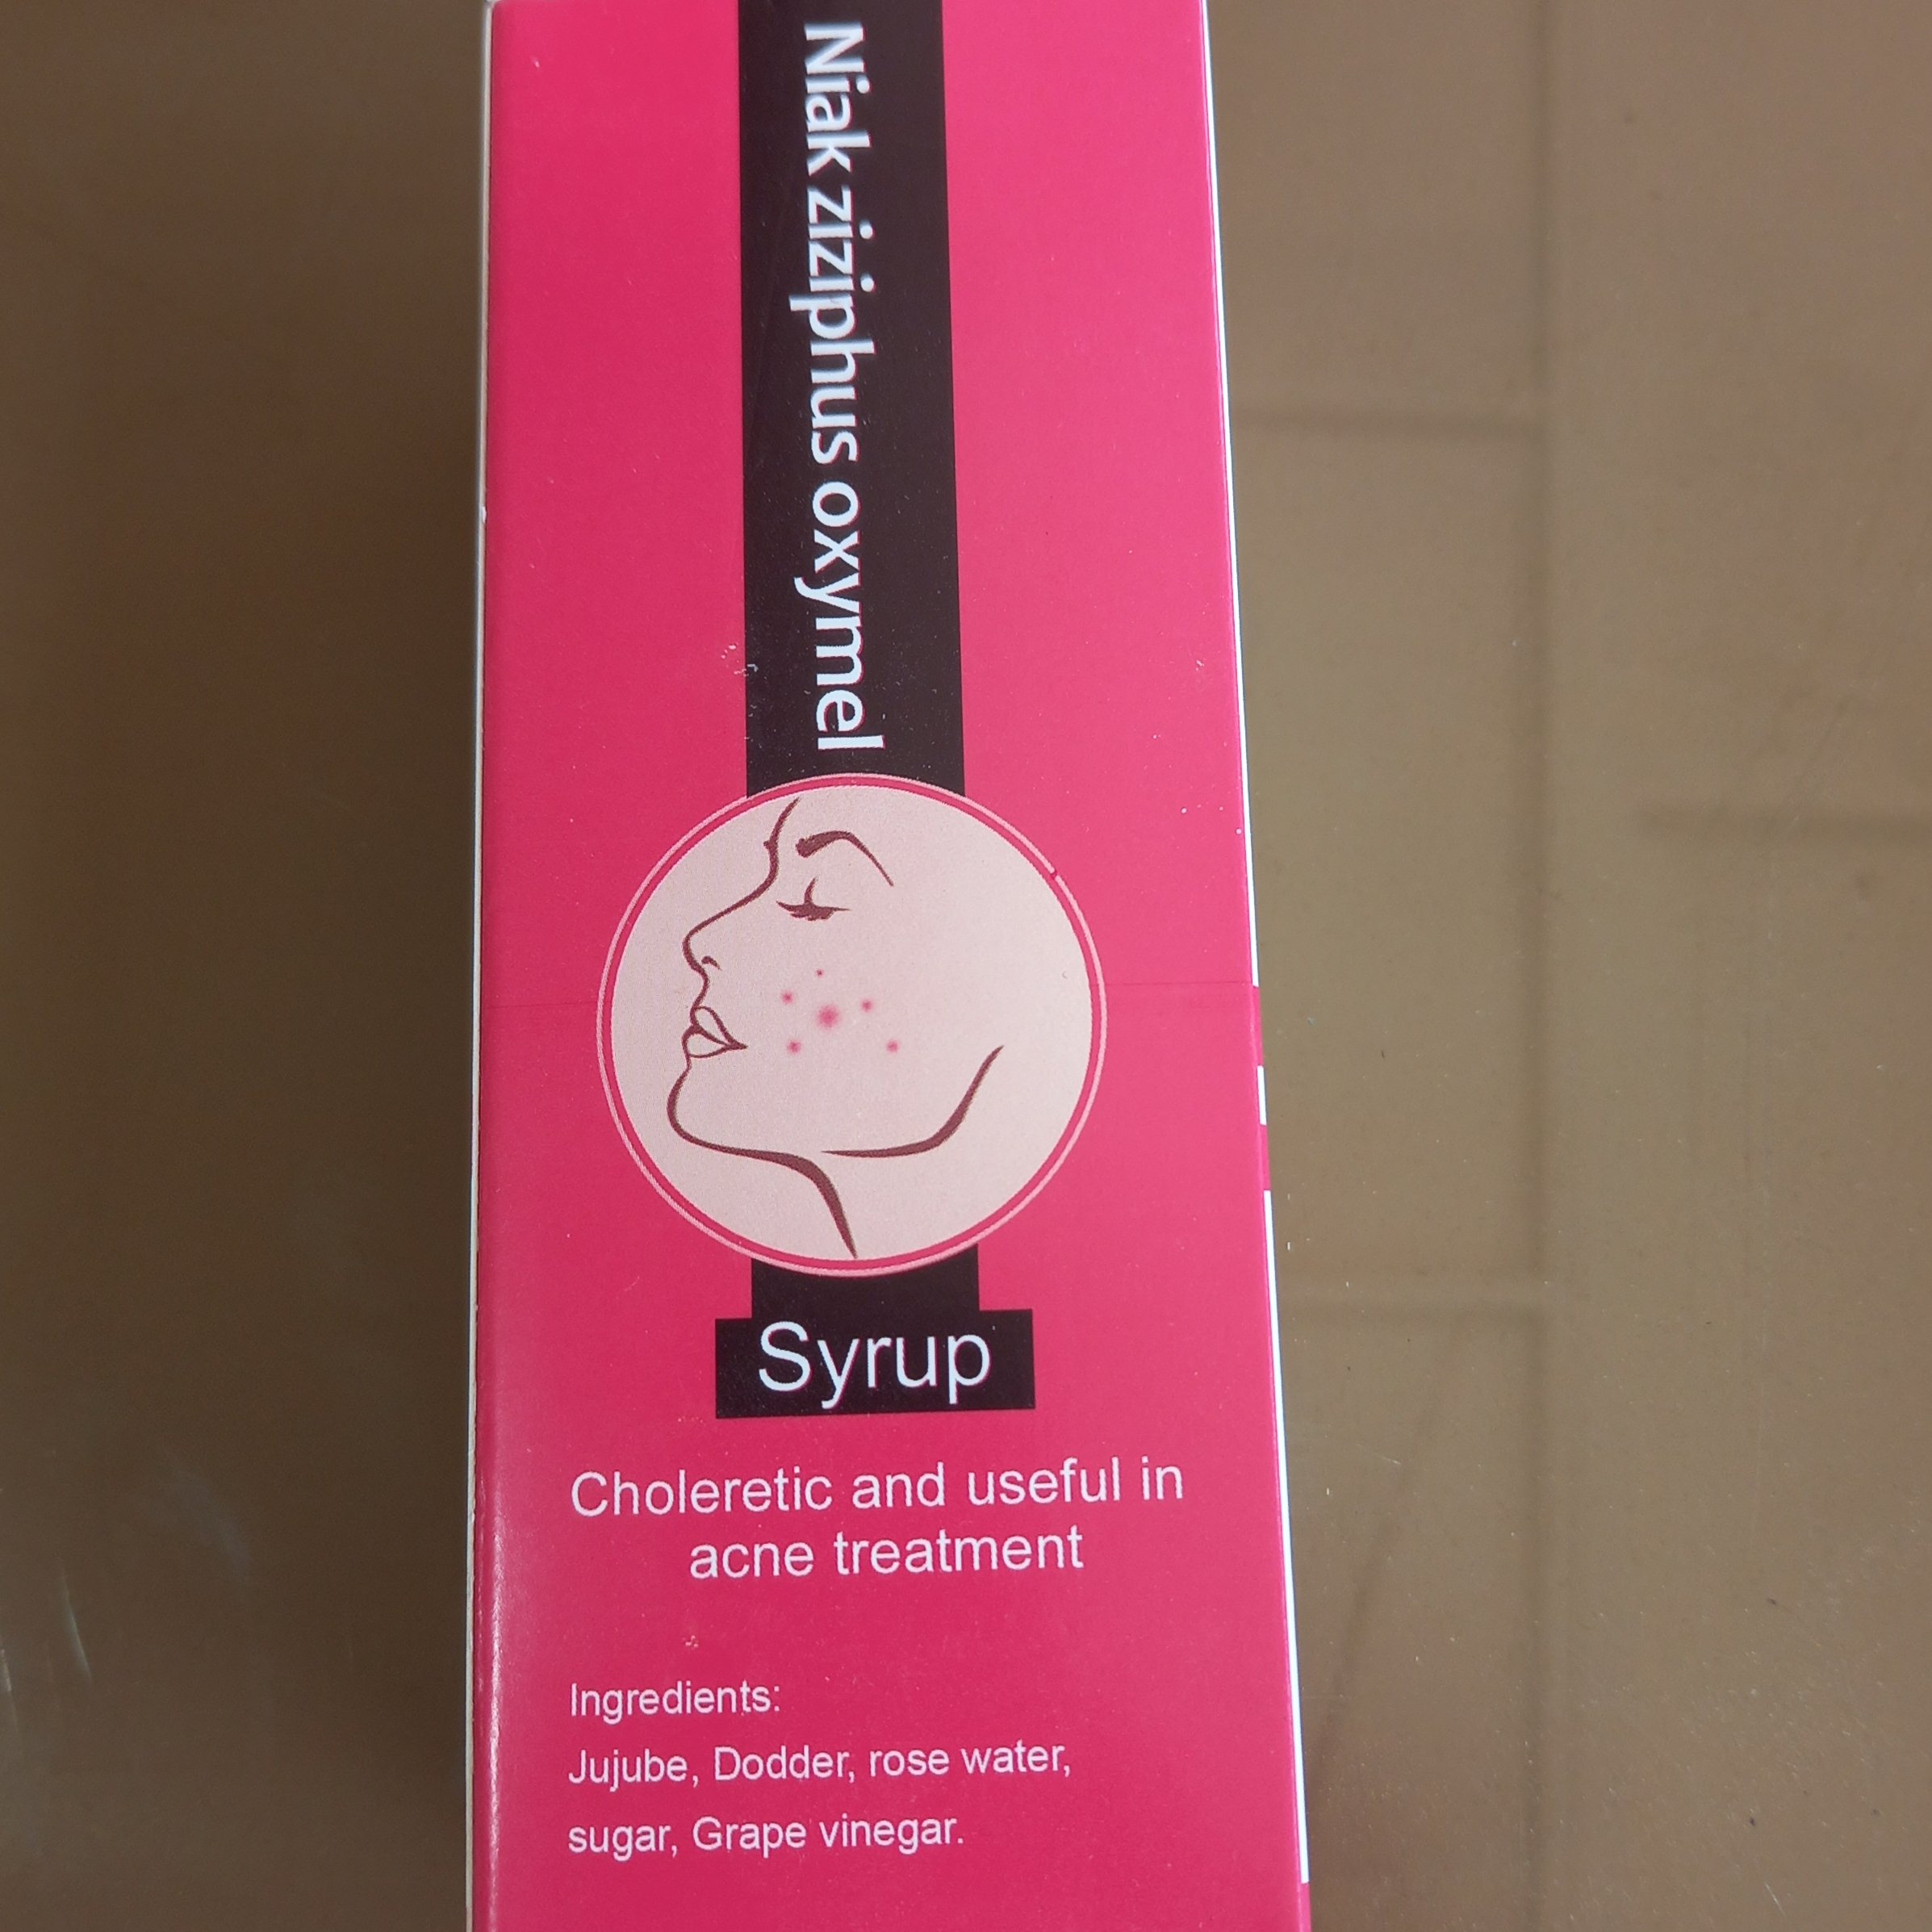 Niak ziziphus oxymel
Syrup
Choleretic and useful in
acne treatment
Ingredients:
Jujube, Dodder, rose water,
sugar, Grape vinegar.